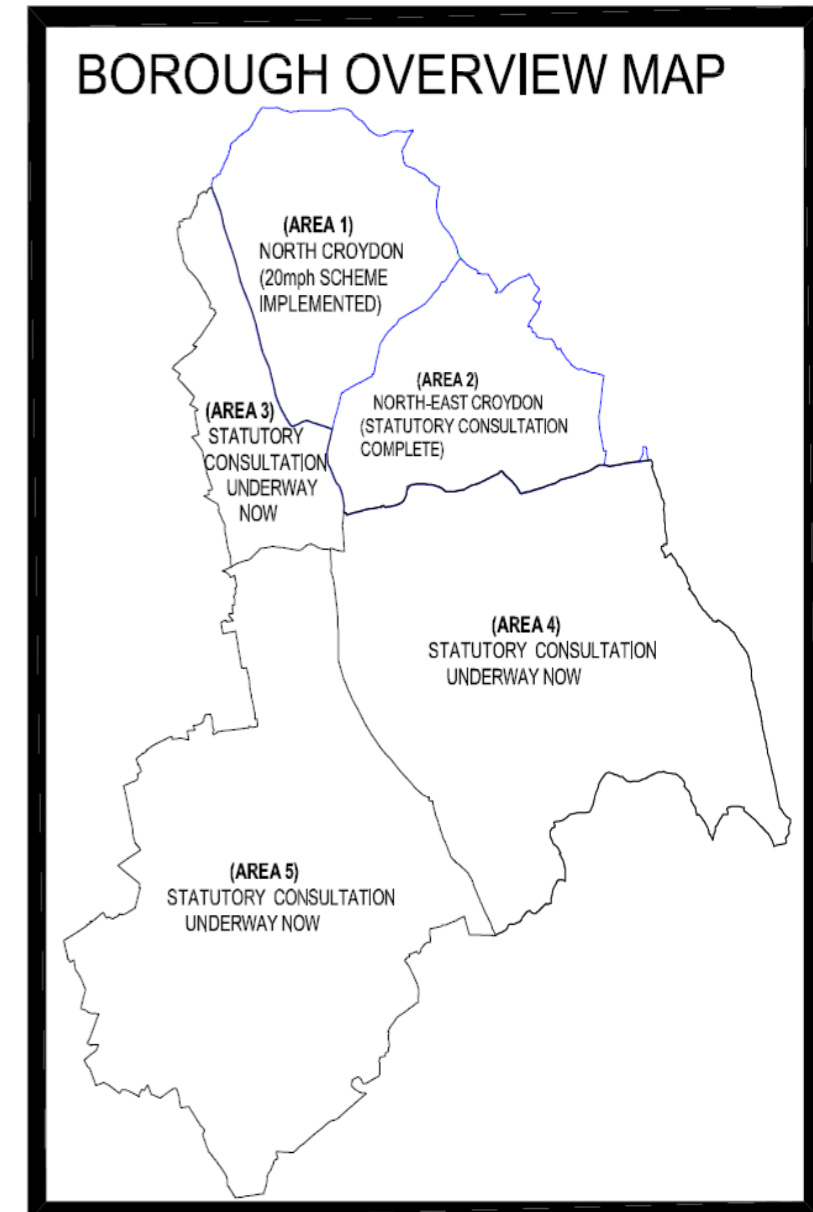 BOROUGH OVERVIEW MAP
(AREA 1)
NORTH CROYDON
(20mph SCHEME
IMPLEMENTED)
(AREA 2)
NORTH-EAST CROYDON
(STATUTORY CONSULTATION
COMPLETE)
(AREA 3)
STATUTORY
CONSULTATION
UNDERWAY
NOW
(AREA 4)
STATUTORY CONSULTATION
UNDERWAY NOW
(AREA 5)
STATUTORY CONSULTATION
UNDERWAY NOW